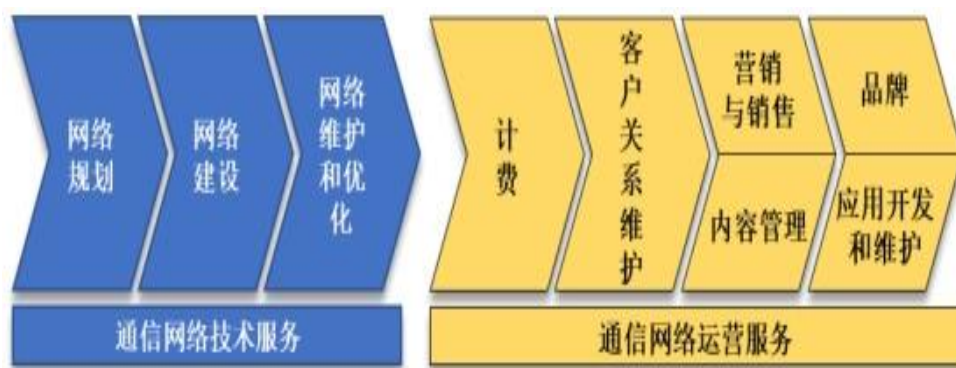 网络
规划
网络
建设
网络
维护
和优
化
计
费
客
户
关
系
维
护
营销
与销售
内容管理
品牌
应用开发
和维护
通信网络技术服务
通信网络运营服务